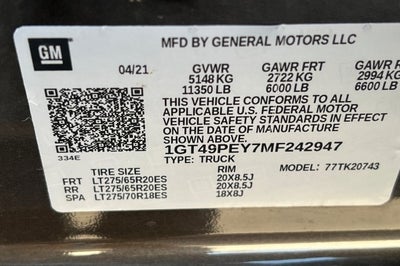 GM
MFD BY GENERAL MOTORS LLC
04/21 GVWR GAWR FRT GAWR R
5148 KG 2722 KG 2994 KG
11350 LB 6000 LB 6600 LB
THIS VEHICLE CONFORMS TO ALL
APPLICABLE U.S. FEDERAL MOTOR
VEHICLE SAFETY STANDARDS IN EFFECT
ON THE DATE OF MANUFACTURE
SHOWN ABOVE.
1GT49PEY7MF242947
334E
TYPE: TRUCK MODEL: 77TK20743
TIRE SIZE RIM
FRT LT275/65R20ES 20X8.5J
RR LT275/65R20ES 20X8.5J
SPA LT275/70R18ES 18X8J